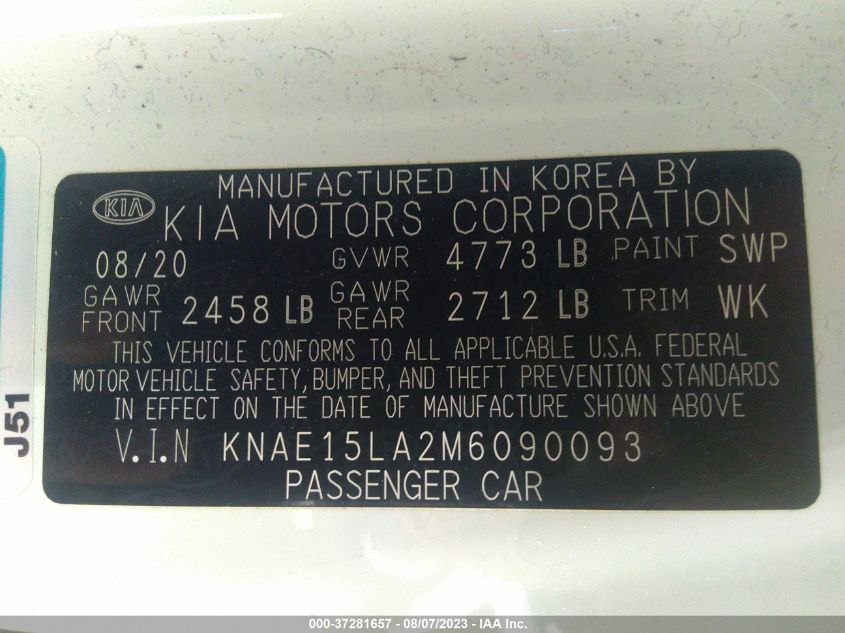 MANUFACTURED IN KOREA BY
KIA KIA MOTORS CORPORATION
08/20 GVWR 4773 LB PAINT SWP
GAWR FRONT 2458 LB GAWR REAR 2712 LB TRIM WK
THIS VEHICLE CONFORMS TO ALL APPLICABLE U.S.A. FEDERAL
MOTOR VEHICLE SAFETY, BUMPER, AND THEFT PREVENTION STANDARDS
IN EFFECT ON THE DATE OF MANUFACTURE SHOWN ABOVE
V.I.N KNAE15LA2M6090093
PASSENGER CAR
J51
000-37281657 - 08/07/2023 - IAA Inc.